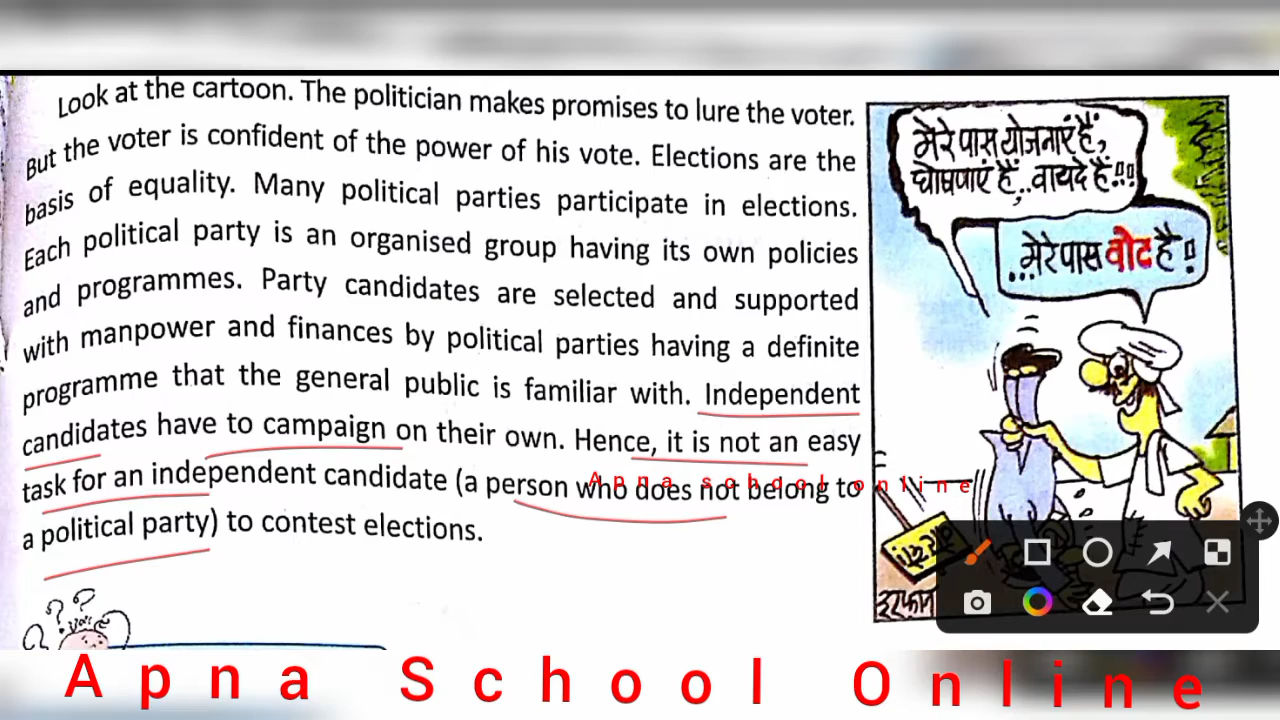 Look at the cartoon. The politician makes promises to lure the voter.
But the voter is confident of the power of his vote. Elections are the
basis of equality. Many political parties participate in elections.
Each political party is an organised group having its own policies
and programmes. Party candidates are selected and supported
with manpower and finances by political parties having a definite
programme that the general public is familiar with. Independent
candidates have to campaign on their own. Hence, it is not an easy
task for an independent candidate (a person who does not belong to
a political party) to contest elections.
मेरे पास योजनाएं हैं,
घोषणाएं हैं,..वायदे हैं!!!
...मेरे पास वोट है!!
Apna school online
Apna School Online